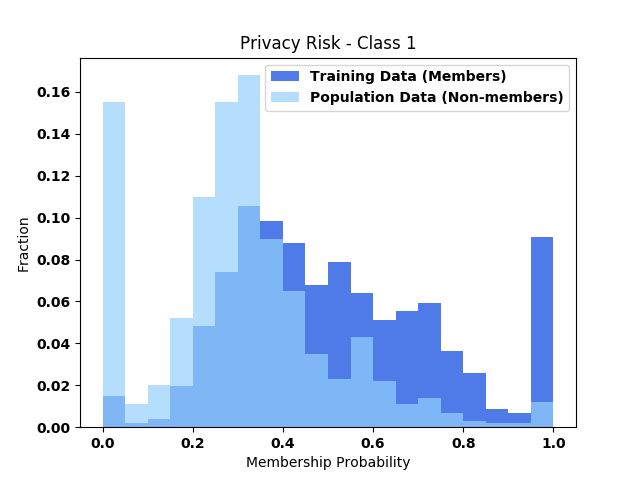 Privacy Risk - Class 1
Training Data (Members)
Population Data (Non-members)
0.16
0.14
0.12
0.10
0.08
0.06
0.04
0.02
0.00
Fraction
0.0 0.2 0.4 0.6 0.8 1.0
Membership Probability